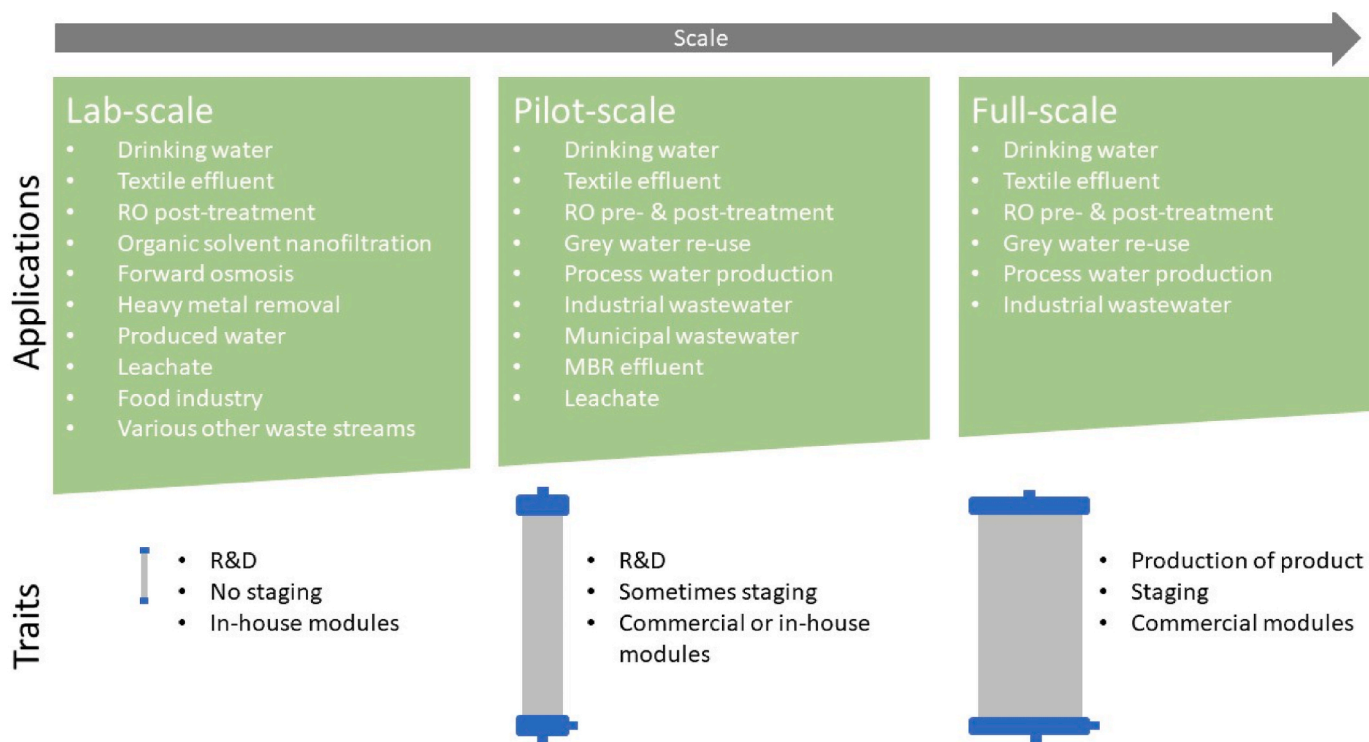 Scale
Applications
Lab-scale
• Drinking water
• Textile effluent
• RO post-treatment
• Organic solvent nanofiltration
• Forward osmosis
• Heavy metal removal
• Produced water
• Leachate
• Food industry
• Various other waste streams
Pilot-scale
• Drinking water
• Textile effluent
• RO pre- & post-treatment
• Grey water re-use
• Process water production
• Industrial wastewater
• Municipal wastewater
• MBR effluent
• Leachate
Full-scale
• Drinking water
• Textile effluent
• RO pre- & post-treatment
• Grey water re-use
• Process water production
• Industrial wastewater
Traits
• R&D
• No staging
• In-house modules
• R&D
• Sometimes staging
• Commercial or in-house
modules
• Production of product
• Staging
• Commercial modules